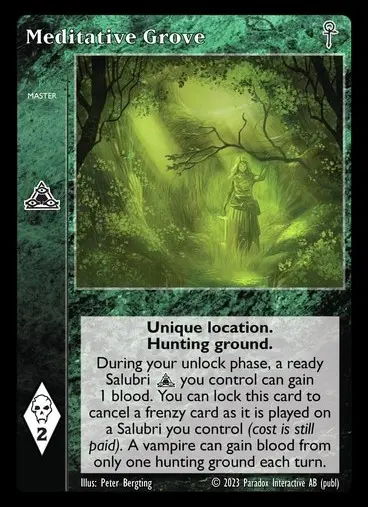 Meditative Grove
MASTER
Unique location.
Hunting ground.
During your unlock phase, a ready
Salubri you control can gain
1 blood. You can lock this card to
cancel a frenzy card as it is played on
a Salubri you control (cost is still
paid). A vampire can gain blood from
only one hunting ground each turn.
2
Illus: Peter Bergting © 2023 Paradox Interactive AB (publ)